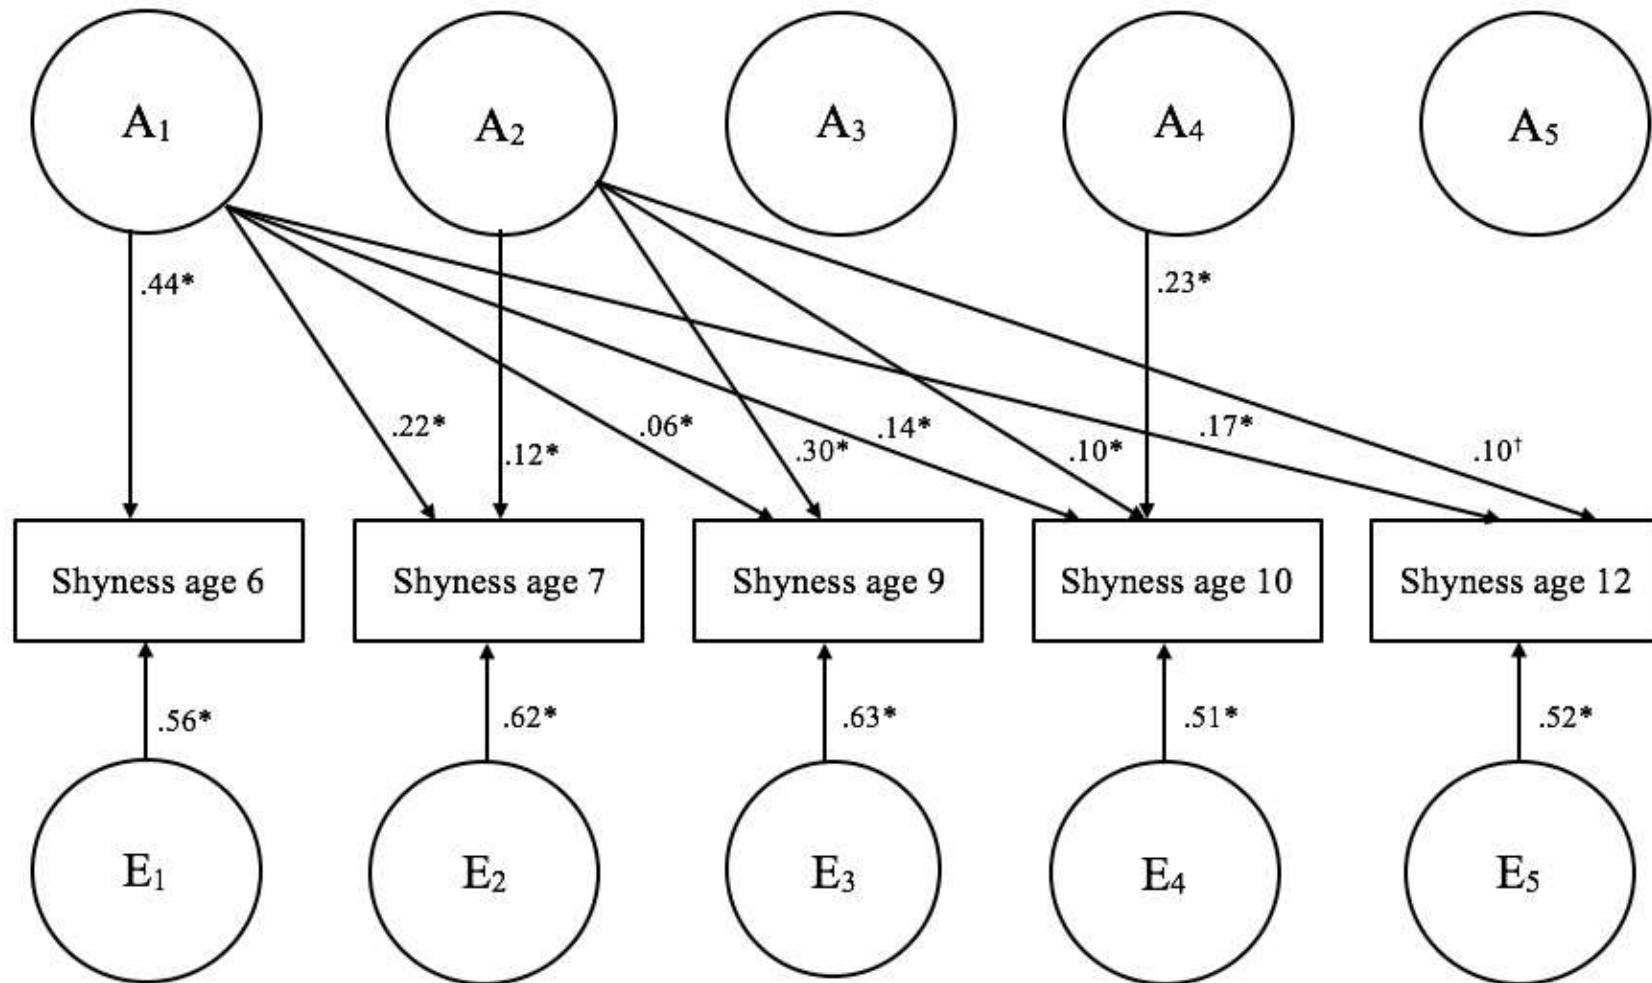 A₁
A₂
A₃
A₄
A₅
.44*
.23*
.22*
.12*
.06*
.30*
.14*
.10*
.17*
.10†
Shyness age 6
Shyness age 7
Shyness age 9
Shyness age 10
Shyness age 12
.56*
.62*
.63*
.51*
.52*
E₁
E₂
E₃
E₄
E₅